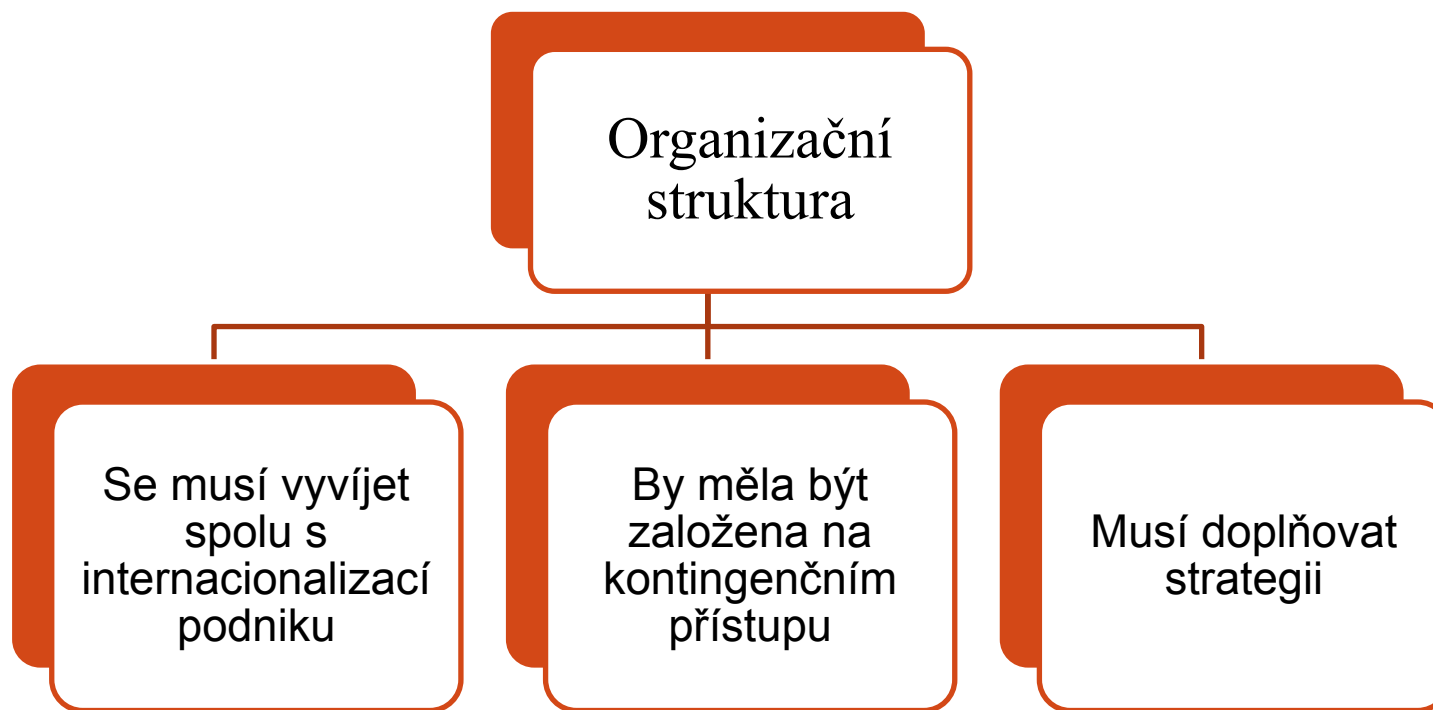 Organizační
struktura
Se musí vyvíjet
spolu s
internacionalizací
podniku
By měla být
založena na
kontingenčním
přístupu
Musí doplňovat
strategii